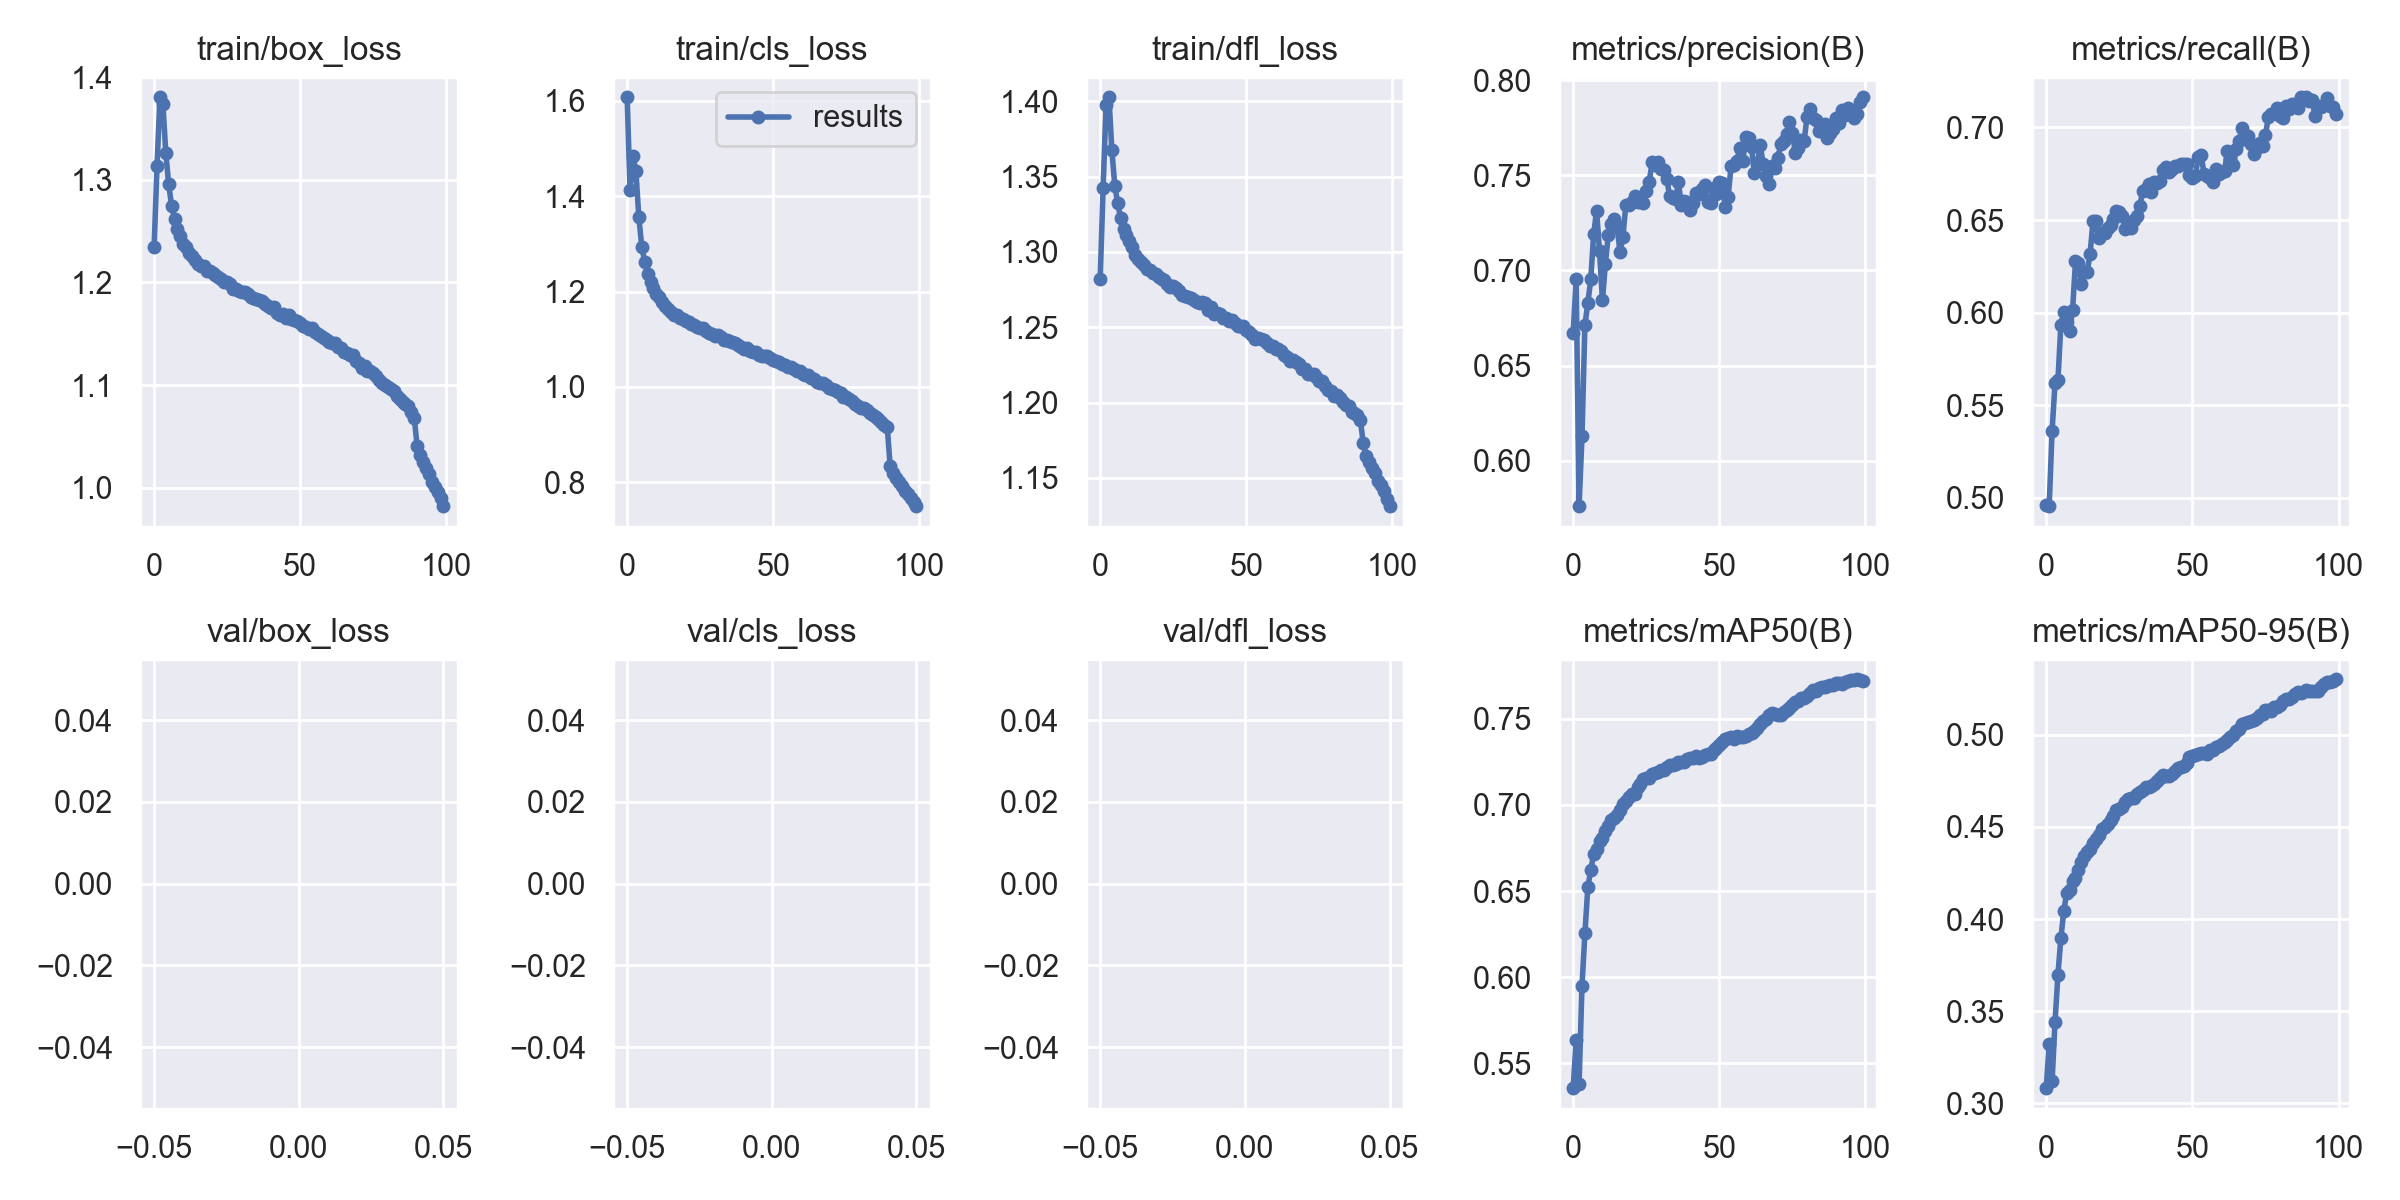 train/box_loss
1.4
1.3
1.2
1.1
1.0
0 50 100
train/cls_loss
results
1.6
1.4
1.2
1.0
0.8
0 50 100
train/dfl_loss
1.40
1.35
1.30
1.25
1.20
1.15
0 50 100
metrics/precision(B)
0.80
0.75
0.70
0.65
0.60
0 50 100
metrics/recall(B)
0.70
0.65
0.60
0.55
0.50
0 50 100
val/box_loss
0.04
0.02
0.00
−0.02
−0.04
−0.05 0.00 0.05
val/cls_loss
0.04
0.02
0.00
−0.02
−0.04
−0.05 0.00 0.05
val/dfl_loss
0.04
0.02
0.00
−0.02
−0.04
−0.05 0.00 0.05
metrics/mAP50(B)
0.75
0.70
0.65
0.60
0.55
0 50 100
metrics/mAP50-95(B)
0.50
0.45
0.40
0.35
0.30
0 50 100